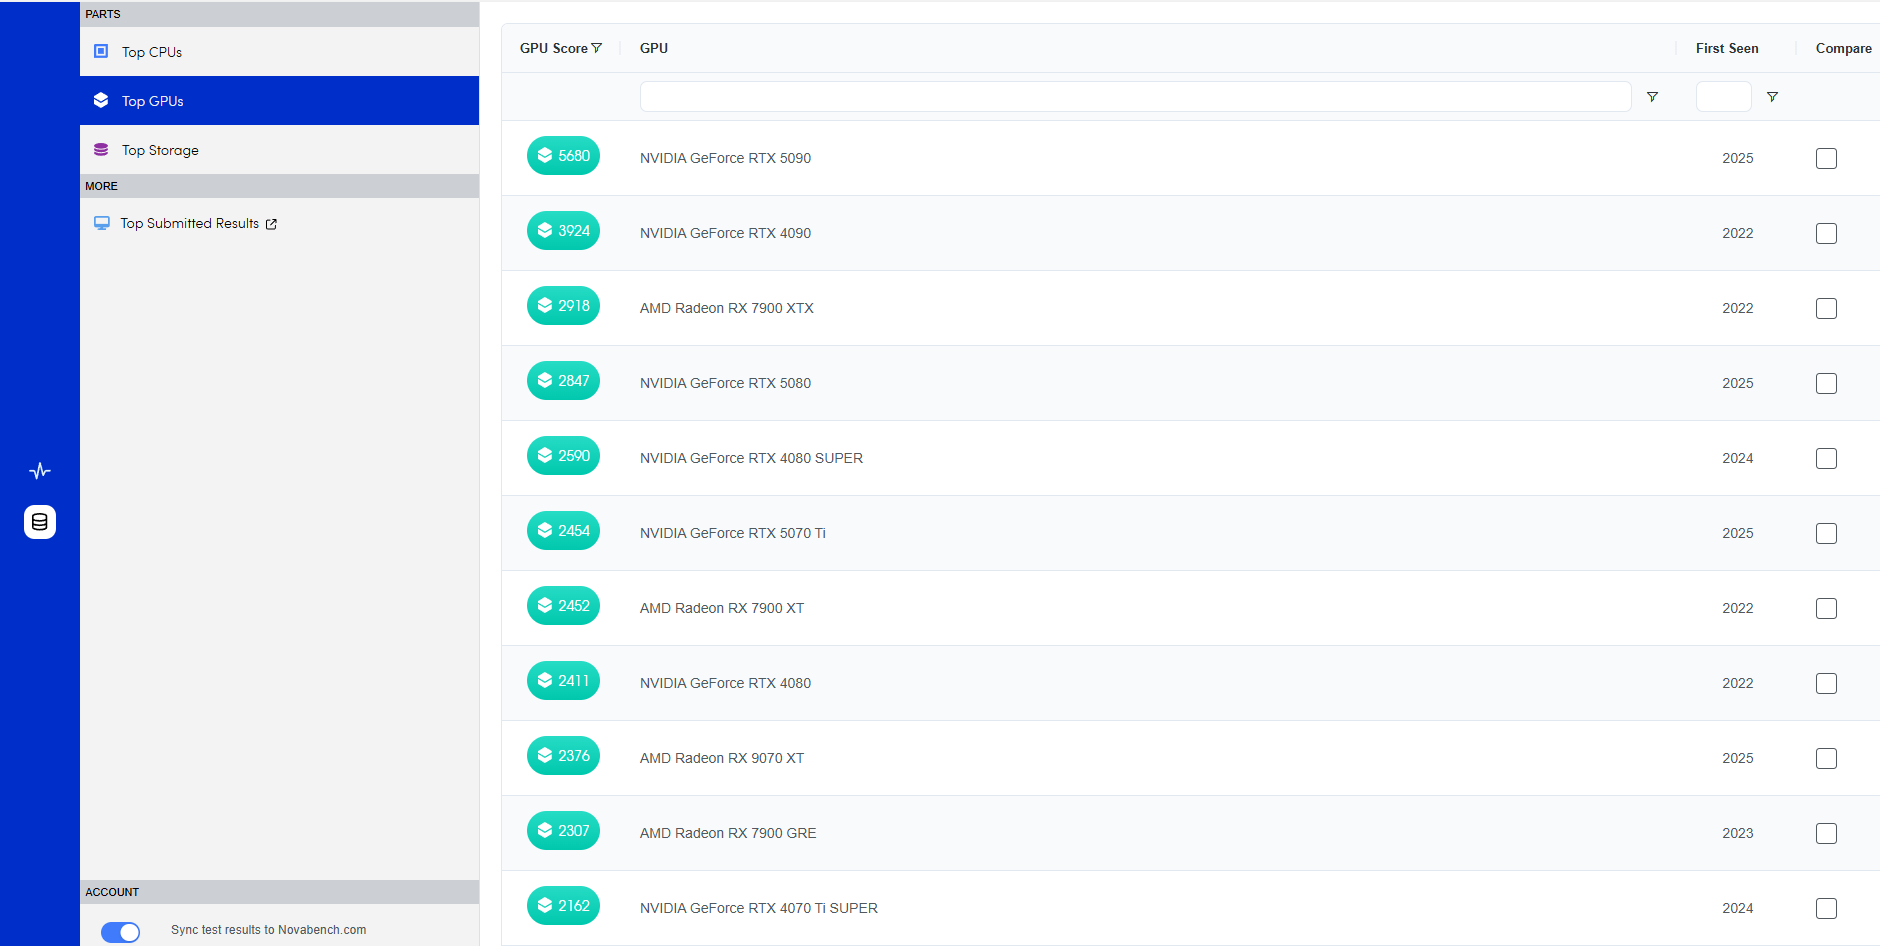 PARTS
Top CPUs
Top GPUs
Top Storage
MORE
Top Submitted Results
ACCOUNT
Sync test results to Novabench.com
GPU Score GPU First Seen Compare
5680 NVIDIA GeForce RTX 5090 2025
3924 NVIDIA GeForce RTX 4090 2022
2918 AMD Radeon RX 7900 XTX 2022
2847 NVIDIA GeForce RTX 5080 2025
2590 NVIDIA GeForce RTX 4080 SUPER 2024
2454 NVIDIA GeForce RTX 5070 Ti 2025
2452 AMD Radeon RX 7900 XT 2022
2411 NVIDIA GeForce RTX 4080 2022
2376 AMD Radeon RX 9070 XT 2025
2307 AMD Radeon RX 7900 GRE 2023
2162 NVIDIA GeForce RTX 4070 Ti SUPER 2024